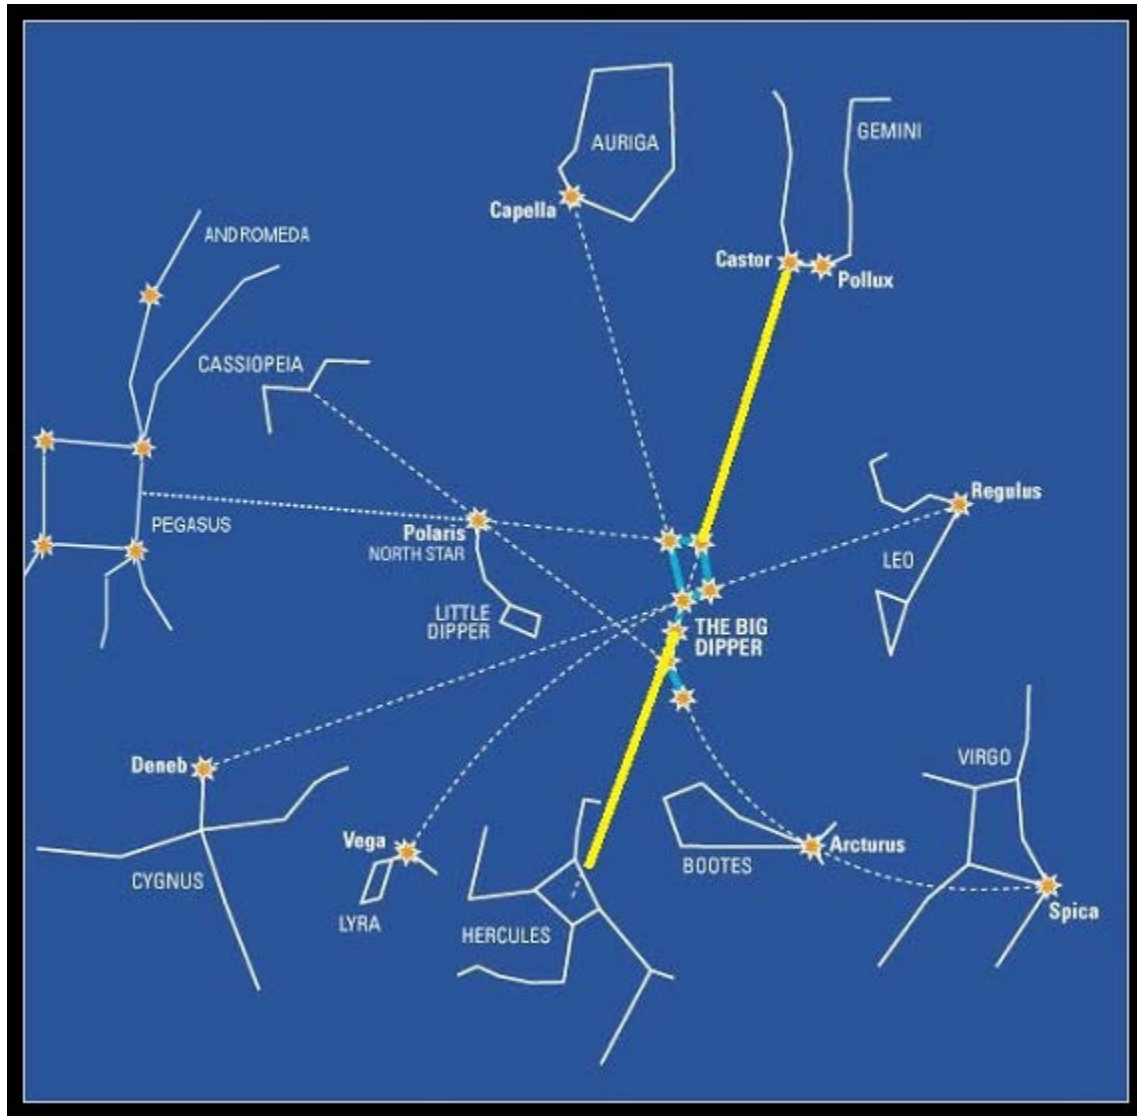 AURIGA
GEMINI
Capella
ANDROMEDA
Castor
Pollux
CASSIOPEIA
Regulus
PEGASUS
Polaris
NORTH STAR
LEO
LITTLE
DIPPER
THE BIG
DIPPER
Deneb
VIRGO
Vega
Arcturus
BOOTES
CYGNUS
LYRA
HERCULES
Spica